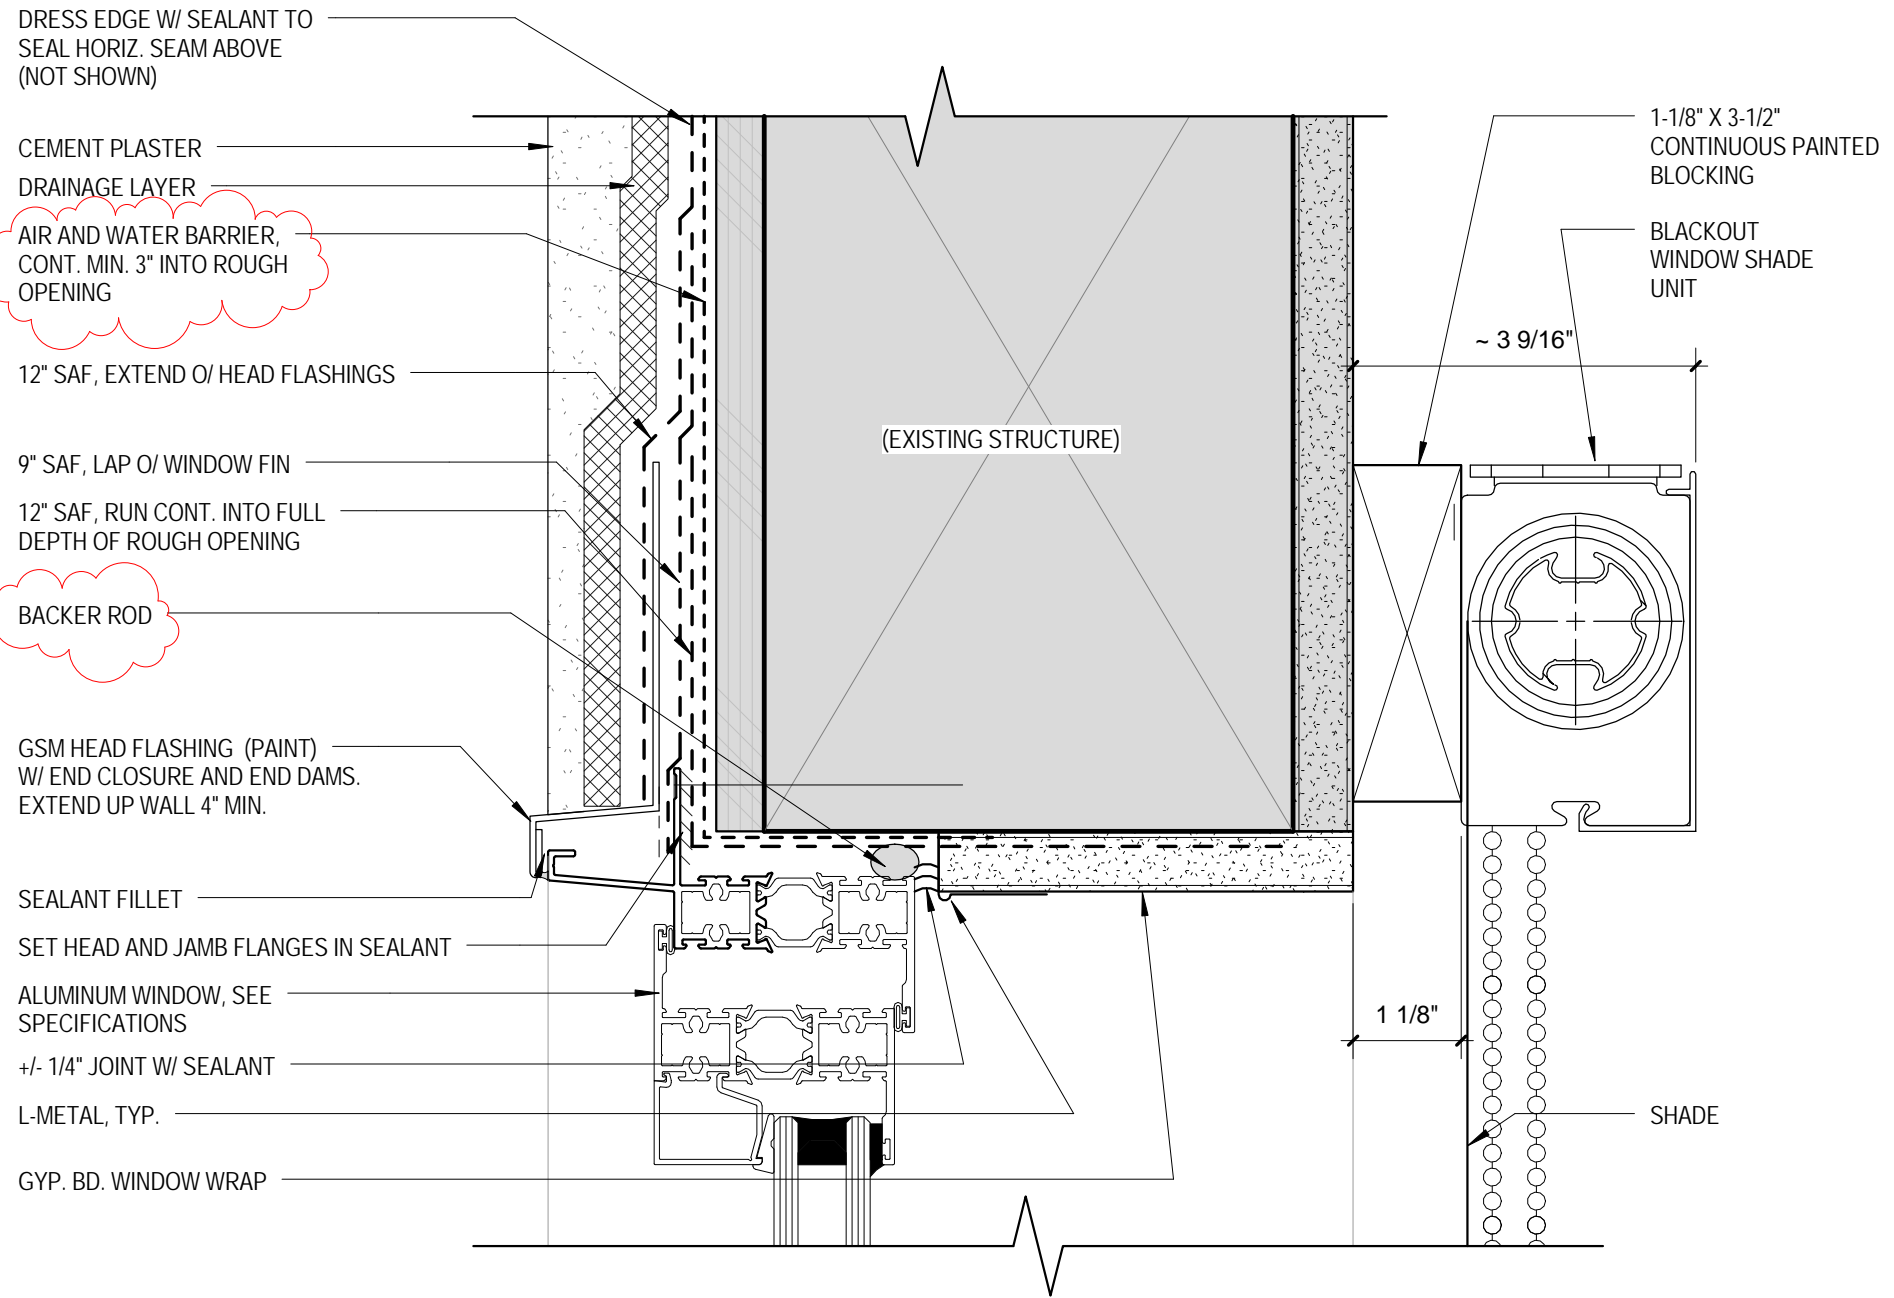 DRESS EDGE W/ SEALANT TO
SEAL HORIZ. SEAM ABOVE
(NOT SHOWN)
CEMENT PLASTER
DRAINAGE LAYER
AIR AND WATER BARRIER,
CONT. MIN. 3" INTO ROUGH
OPENING
12" SAF, EXTEND O/ HEAD FLASHINGS
9" SAF, LAP O/ WINDOW FIN
12" SAF, RUN CONT. INTO FULL
DEPTH OF ROUGH OPENING
BACKER ROD
GSM HEAD FLASHING (PAINT)
W/ END CLOSURE AND END DAMS.
EXTEND UP WALL 4" MIN.
SEALANT FILLET
SET HEAD AND JAMB FLANGES IN SEALANT
ALUMINUM WINDOW, SEE
SPECIFICATIONS
+/- 1/4" JOINT W/ SEALANT
L-METAL, TYP.
GYP. BD. WINDOW WRAP
(EXISTING STRUCTURE)
1-1/8" X 3-1/2"
CONTINUOUS PAINTED
BLOCKING
BLACKOUT
WINDOW SHADE
UNIT
~ 3 9/16"
1 1/8"
SHADE